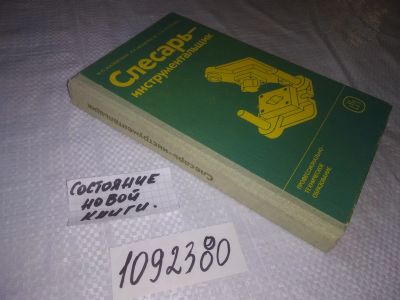 Слесарь-
инструментальщик
ПРОФЕССИОНАЛЬНО-
ТЕХНИЧЕСКОЕ
ОБРАЗОВАНИЕ
Слесарь-инструментальщик
СОСТОЯНИЕ
НОВОЙ
КНИГИ.
1092380